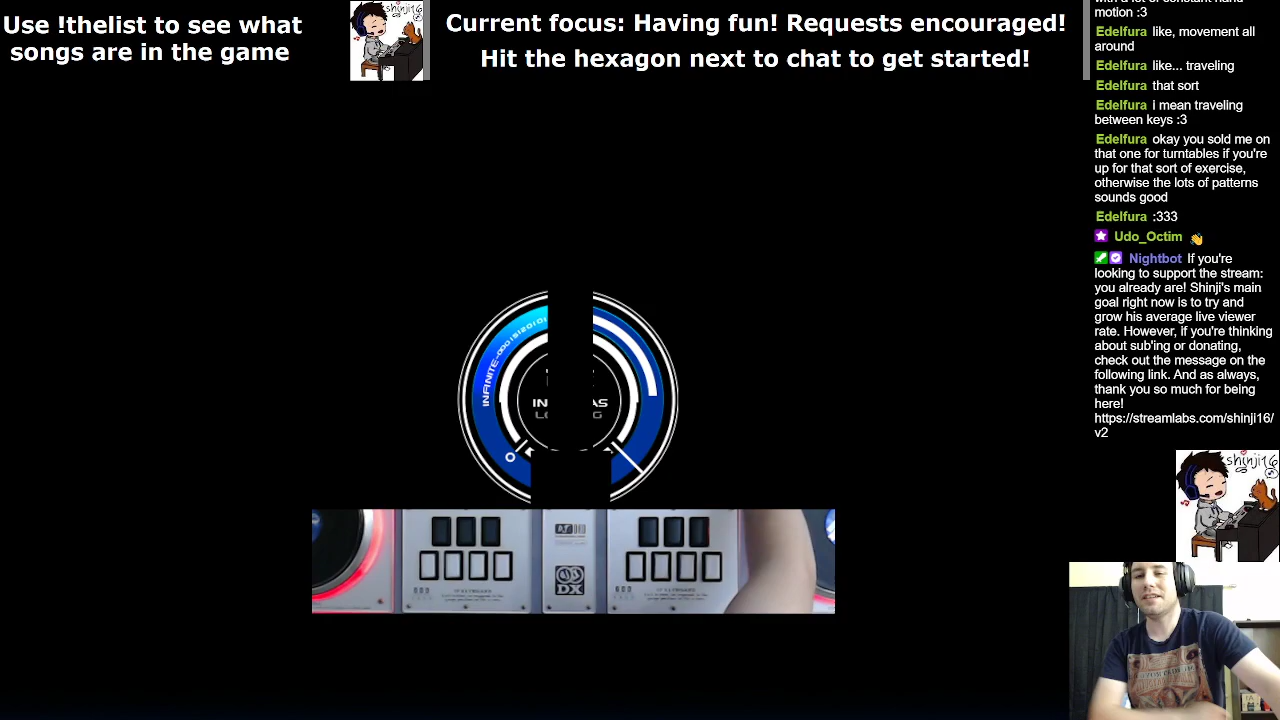 Use !thelist to see what
songs are in the game
shinji16
Current focus: Having fun! Requests encouraged!
Hit the hexagon next to chat to get started!
motion :3
Edelfura like, movement all
around
Edelfura like... traveling
Edelfura that sort
Edelfura i mean traveling
between keys :3
Edelfura okay you sold me on
that one for turntables if you're
up for that sort of exercise,
otherwise the lots of patterns
sounds good
Edelfura :333
Udo_Octim
Nightbot If you're
looking to support the stream:
you already are! Shinji's main
goal right now is to try and
grow his average live viewer
rate. However, if you're thinking
about sub'ing or donating,
check out the message on the
following link. And as always,
thank you so much for being
here!
https://streamlabs.com/shinji16/
v2
shinji16
DX